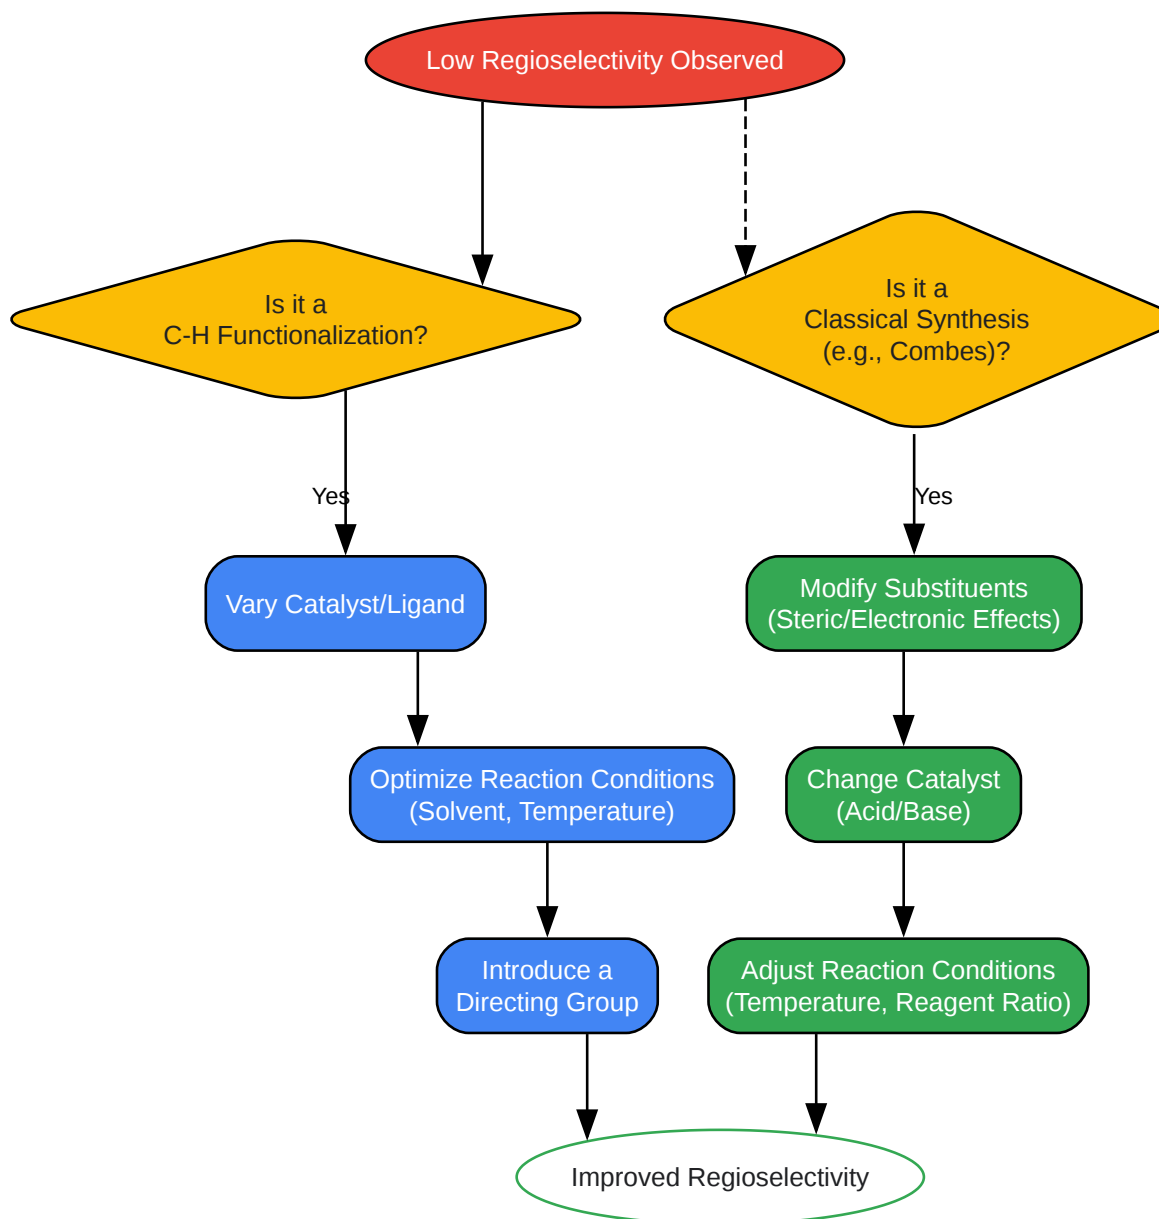 Low Regioselectivity Observed
Is it a
C-H Functionalization?
Is it a
Classical Synthesis
(e.g., Combes)?
Yes
Yes
Vary Catalyst/Ligand
Modify Substituents
(Steric/Electronic Effects)
Optimize Reaction Conditions
(Solvent, Temperature)
Change Catalyst
(Acid/Base)
Introduce a
Directing Group
Adjust Reaction Conditions
(Temperature, Reagent Ratio)
Improved Regioselectivity